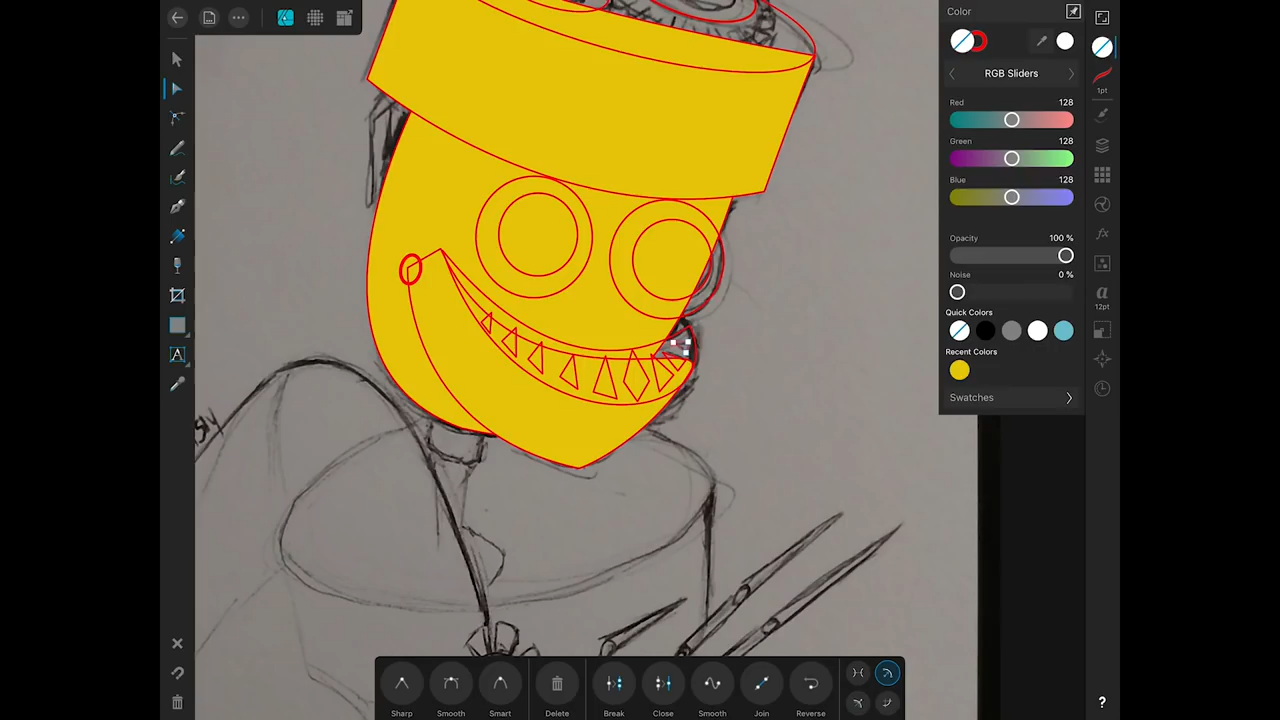 Color
RGB Sliders
1pt
Red 128
Green 128
Blue 128
Opacity 100 %
Noise 0 %
Quick Colors
Recent Colors
Swatches
fx
a
12pt
A
Sharp Smooth Smart Delete Break Close Smooth Join Reverse
?